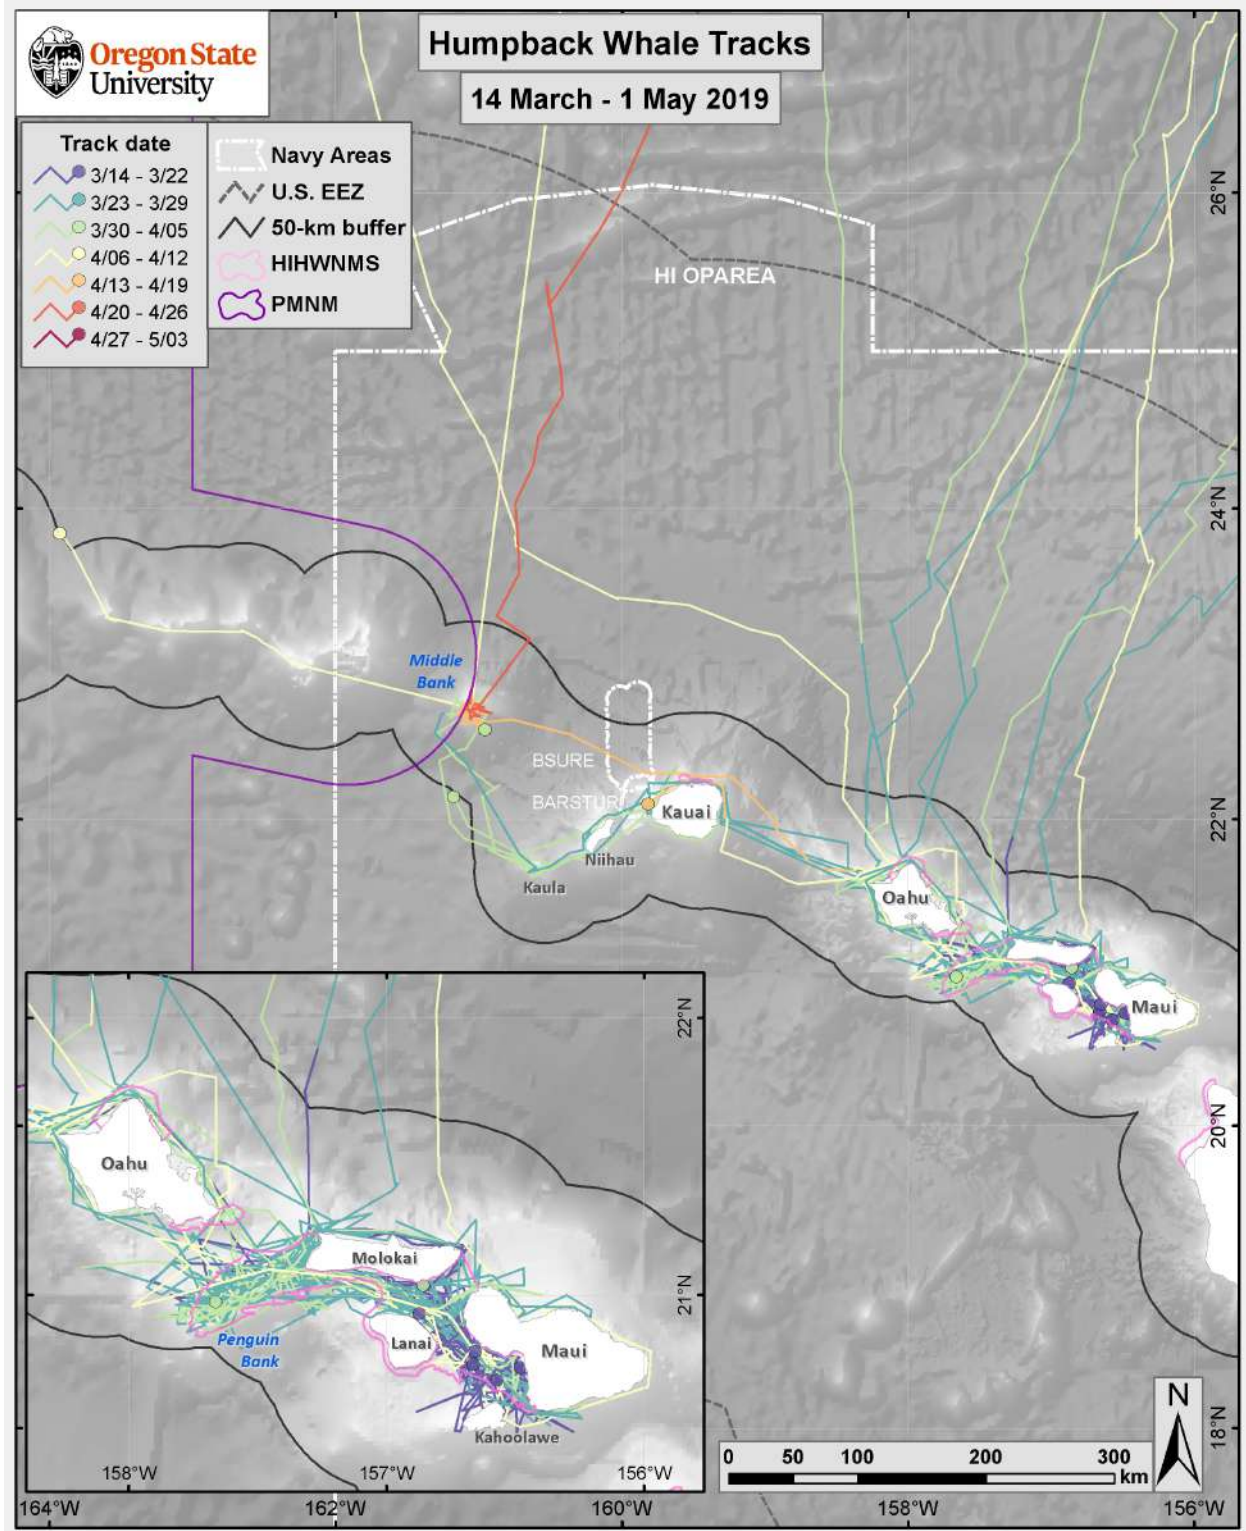 Oregon State
University
Humpback Whale Tracks
14 March - 1 May 2019
Track date
3/14 - 3/22
3/23 - 3/29
3/30 - 4/05
4/06 - 4/12
4/13 - 4/19
4/20 - 4/26
4/27 - 5/03
Navy Areas
U.S. EEZ
50-km buffer
HIHWNMS
PMNM
26°N
HI OPAREA
24°N
Middle
Bank
BSURE
BARSTUR
Kauai
22°N
Niihau
Kaula
Oahu
Maui
20°N
22°N
Oahu
Molokai
21°N
Penguin
Bank
Lanai
Maui
Kahoolawe
158°W
157°W
156°W
N
18°N
0
50
100
200
300
km
164°W
162°W
160°W
158°W
156°W